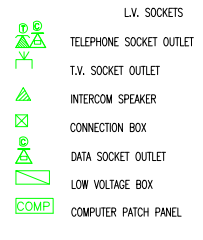 L.V. SOCKETS
T C TELEPHONE SOCKET OUTLET
T.V. SOCKET OUTLET
INTERCOM SPEAKER
CONNECTION BOX
C DATA SOCKET OUTLET
LOW VOLTAGE BOX
COMP COMPUTER PATCH PANEL